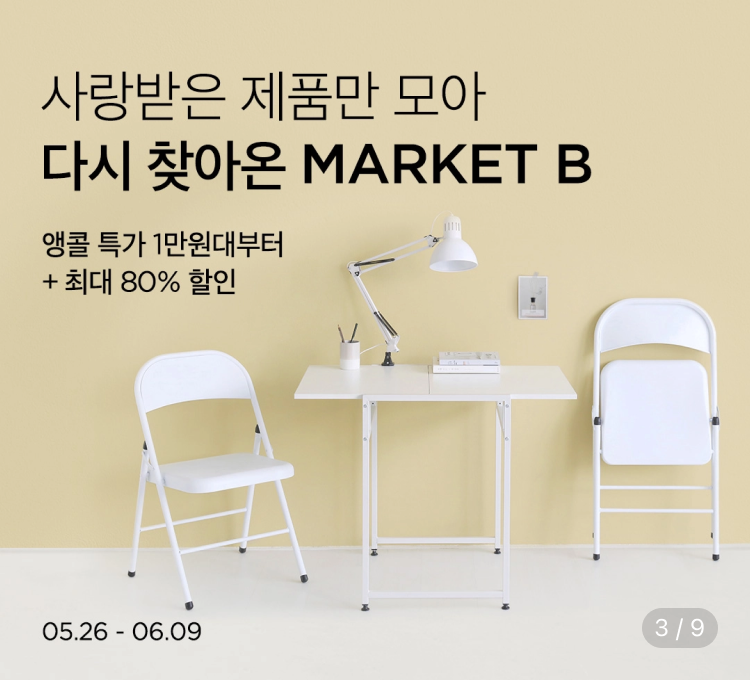 사랑받은 제품만 모아
다시 찾아온 MARKET B
앵콜 특가 1만원대부터
+ 최대 80% 할인
05.26 - 06.09
3 / 9